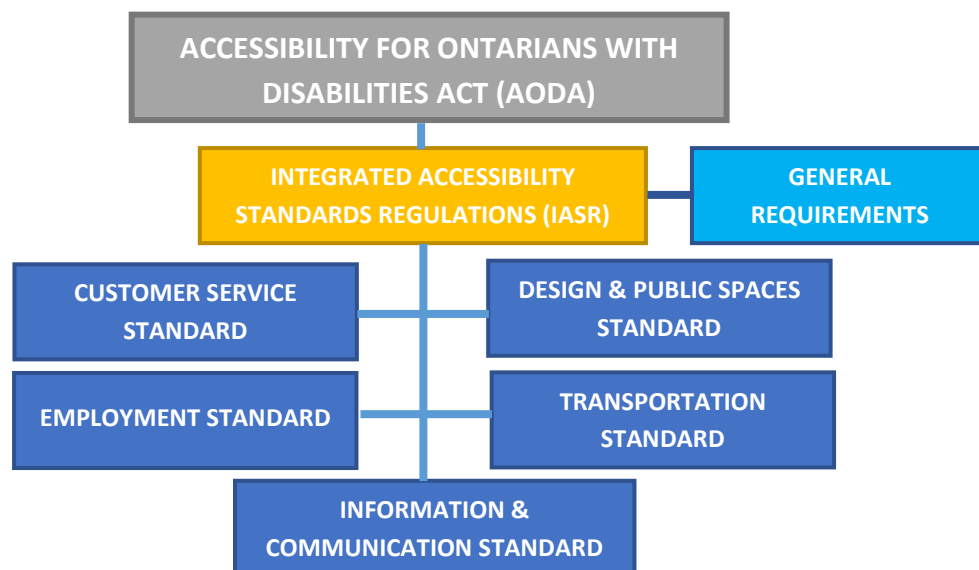 ACCESSIBILITY FOR ONTARIANS WITH
DISABILITIES ACT (AODA)
INTEGRATED ACCESSIBILITY
STANDARDS REGULATIONS (IASR)
GENERAL
REQUIREMENTS
CUSTOMER SERVICE
STANDARD
DESIGN & PUBLIC SPACES
STANDARD
EMPLOYMENT STANDARD
TRANSPORTATION
STANDARD
INFORMATION &
COMMUNICATION STANDARD